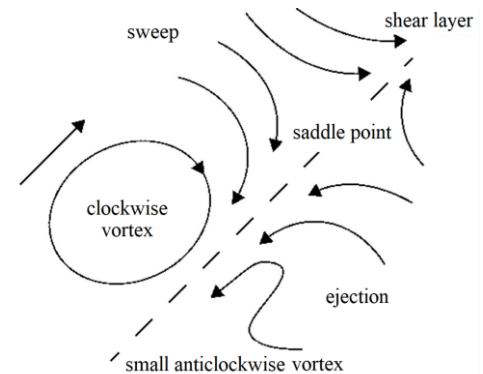 shear layer
sweep
saddle point
clockwise
vortex
ejection
small anticlockwise vortex